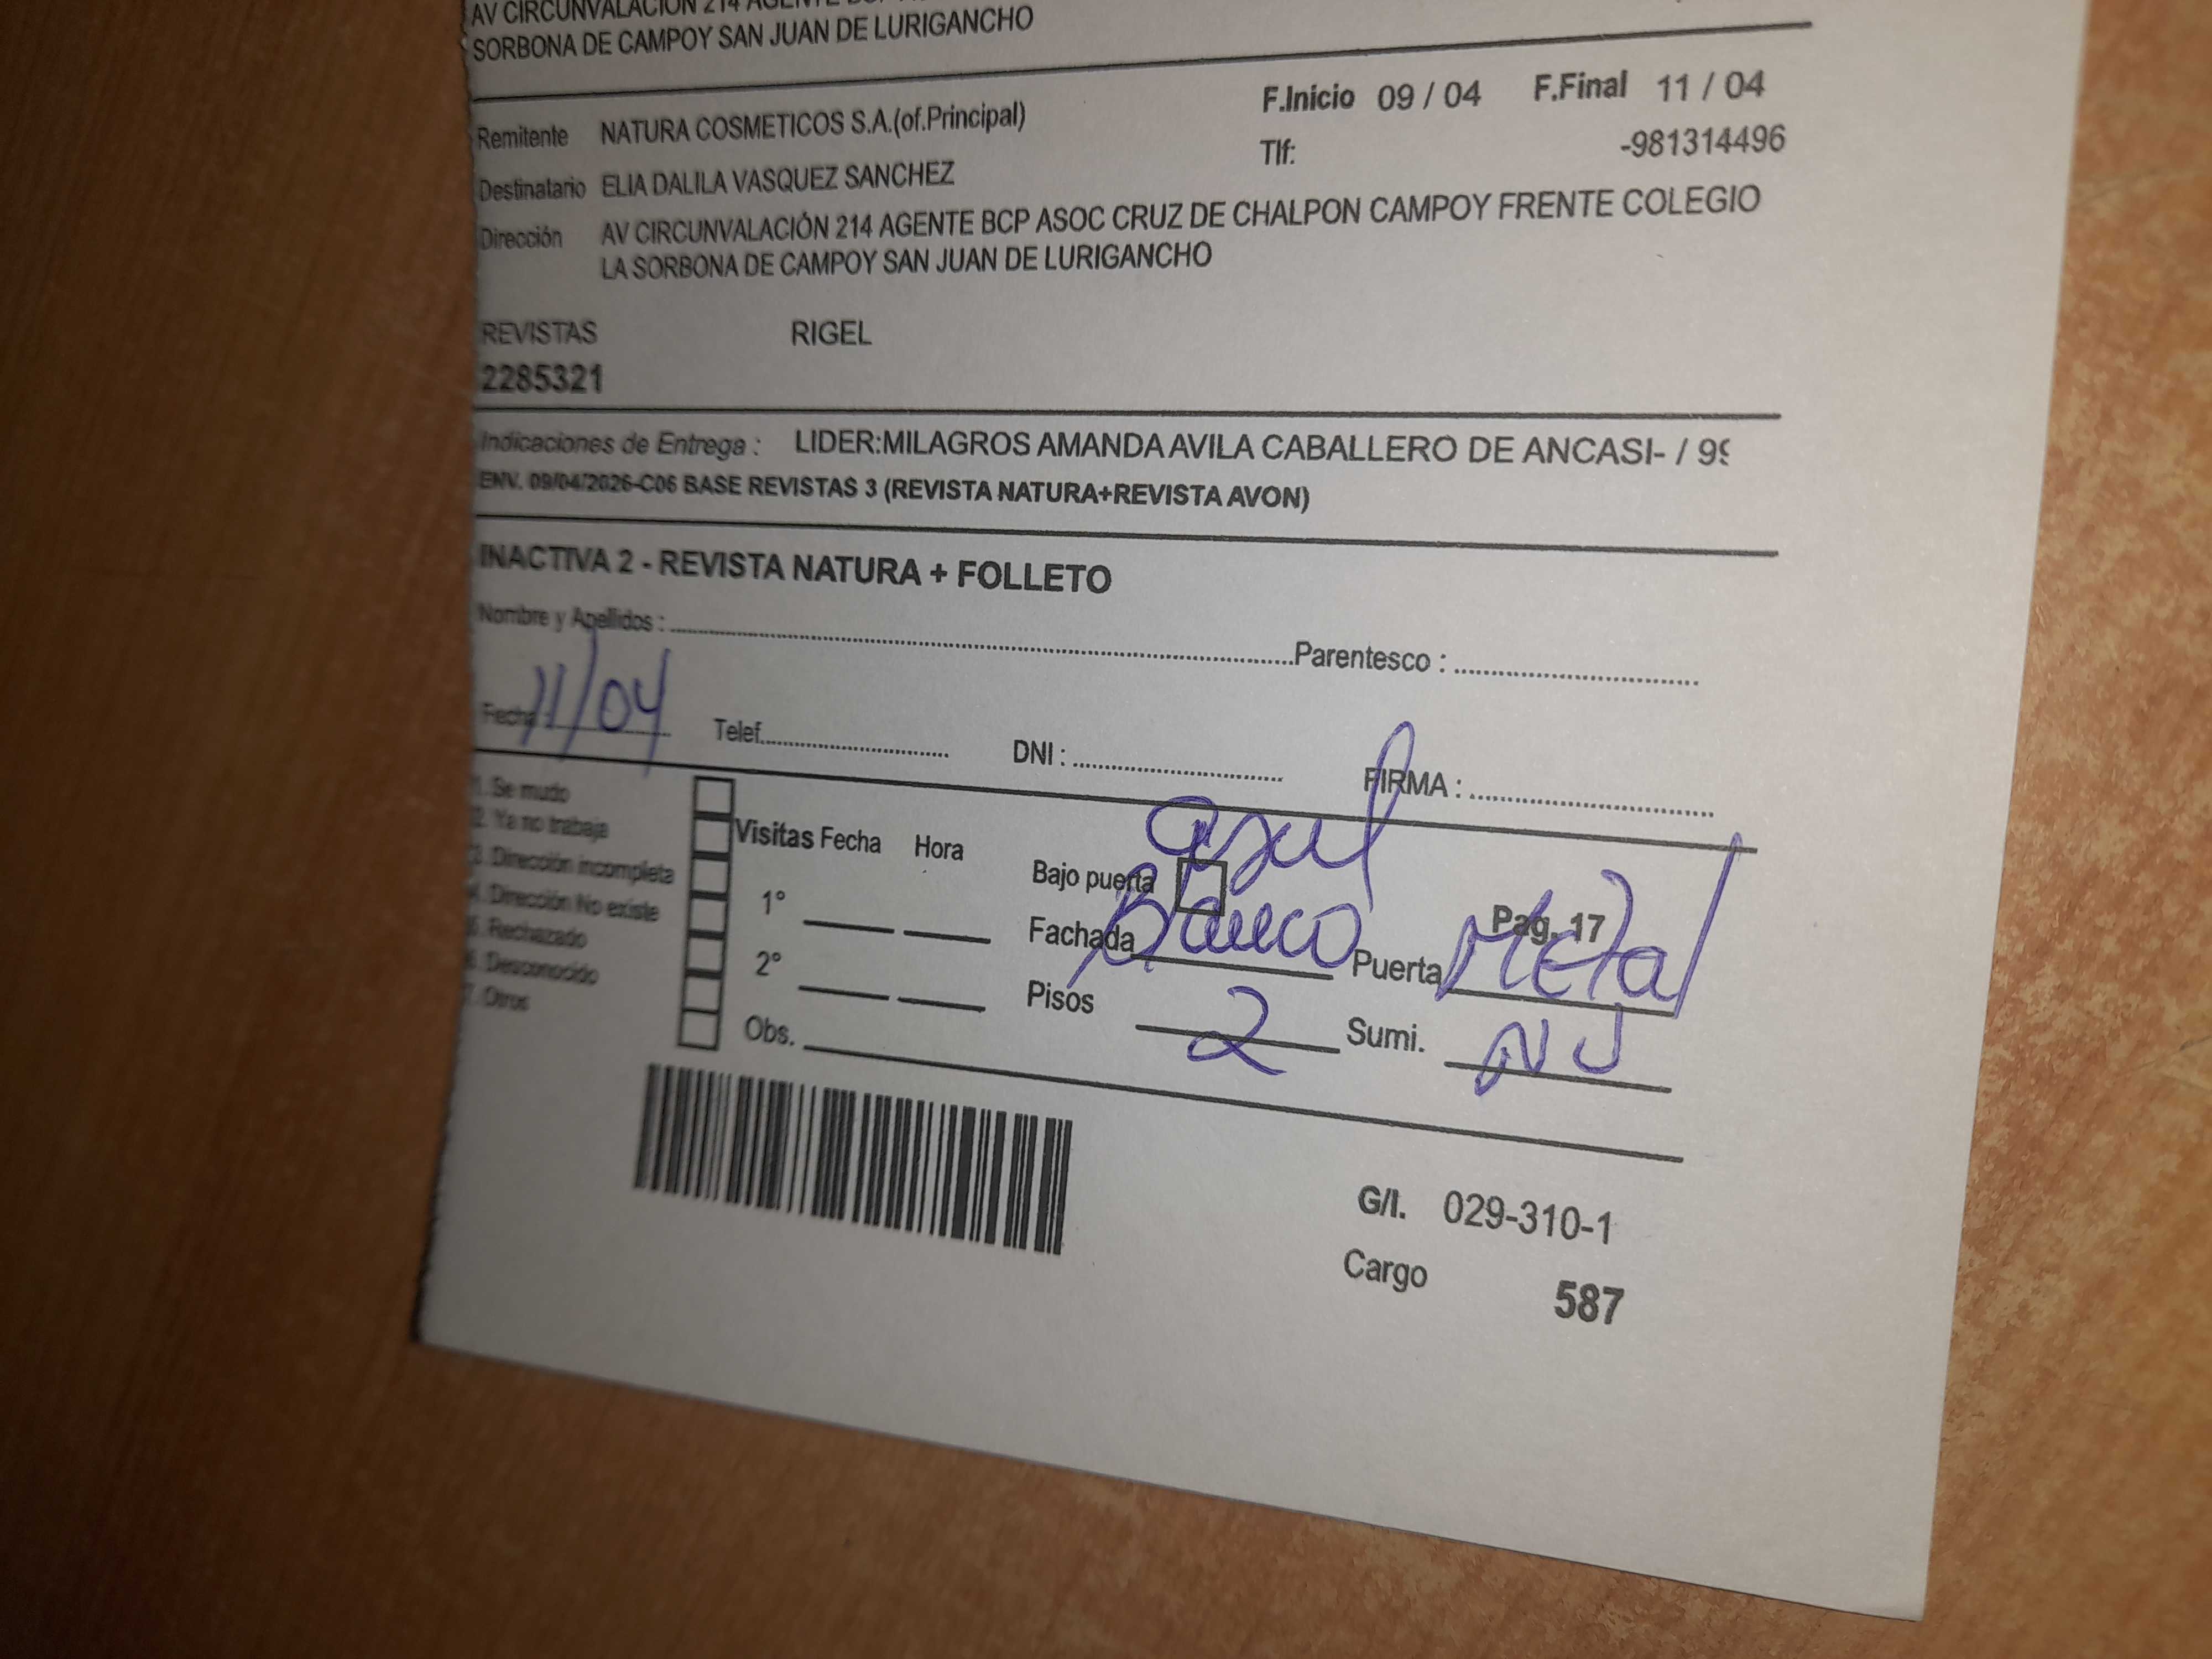 AV CIRCUNVALACIÓN 214 AGENTE
SORBONA DE CAMPOY SAN JUAN DE LURIGANCHO
F.Inicio 09 / 04 F.Final 11 / 04
Remitente NATURA COSMETICOS S.A.(of.Principal)
Tlf: -981314496
Destinatario ELIA DALILA VASQUEZ SANCHEZ
Dirección AV CIRCUNVALACIÓN 214 AGENTE BCP ASOC CRUZ DE CHALPON CAMPOY FRENTE COLEGIO
LA SORBONA DE CAMPOY SAN JUAN DE LURIGANCHO
REVISTAS RIGEL
2285321
Indicaciones de Entrega : LIDER:MILAGROS AMANDA AVILA CABALLERO DE ANCASI- / 99
ENV. 09/04/2026-C06 BASE REVISTAS 3 (REVISTA NATURA+REVISTA AVON)
INACTIVA 2 - REVISTA NATURA + FOLLETO
Nombre y Apellidos : Parentesco :
Fecha 11/04 Telef. DNI : FIRMA :
1. Se mudo
2. Ya no trabaja
3. Dirección incompleta
4. Dirección No existe
5. Rechazado
6. Desconocido
7. Otros
Visitas Fecha Hora
1°
2°
Obs.
azul
Bajo puerta
Pag. 17
Fachada Blanco Puerta Metal
Pisos 2 Sumi. NJ
G/I. 029-310-1
Cargo 587